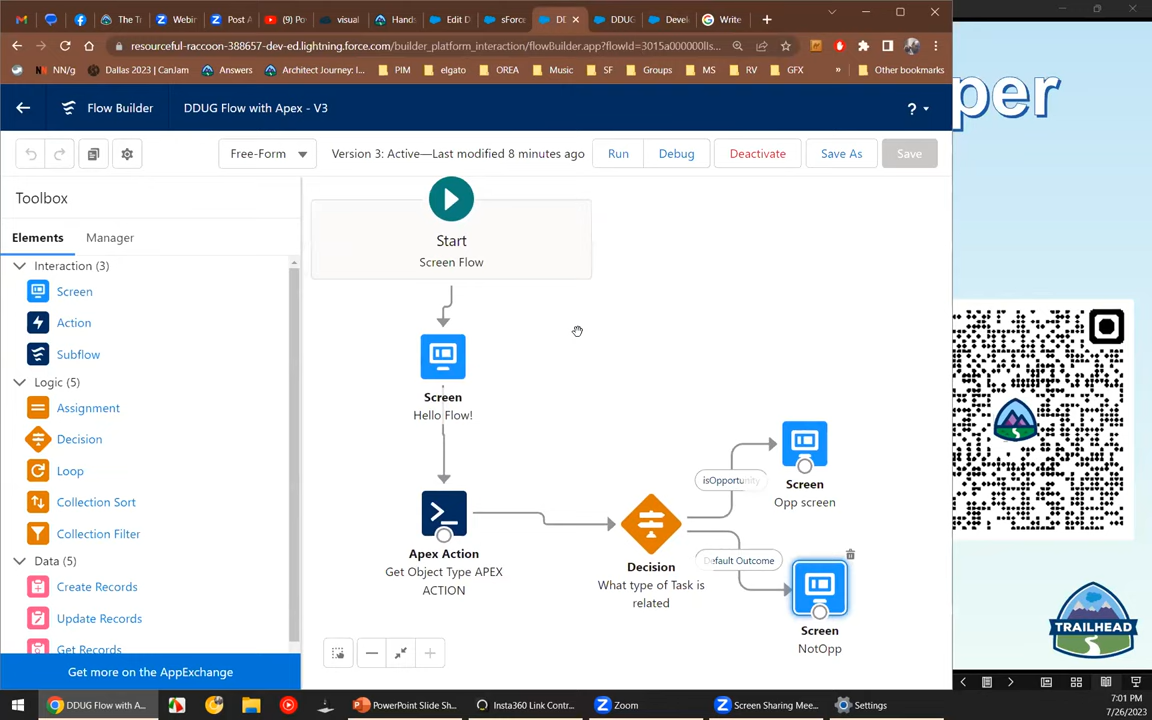 The Tr
Webin
Post A
(9) Po
visual
Hands
Edit D
sForce
DE
DDUG
Devel
Write
resourceful-raccoon-388657-dev-ed.lightning.force.com/builder_platform_interaction/flowBuilder.app?flowId=3015a000000lls...
NN/g
Dallas 2023 | CanJam
Answers
Architect Journey: I...
PIM
elgato
OREA
Music
SF
Groups
MS
RV
GFX
»
Other bookmarks
per
Flow Builder
DDUG Flow with Apex - V3
?
Free-Form
Version 3: Active—Last modified 8 minutes ago
Run
Debug
Deactivate
Save As
Save
Toolbox
Elements
Manager
Interaction (3)
Screen
Action
Subflow
Logic (5)
Assignment
Decision
Loop
Collection Sort
Collection Filter
Data (5)
Create Records
Update Records
Get Records
Get more on the AppExchange
Start
Screen Flow
Screen
Hello Flow!
Apex Action
Get Object Type APEX
ACTION
Decision
What type of Task is
related
isOpportunity
Default Outcome
Screen
Opp screen
Screen
NotOpp
TRAILHEAD
DDUG Flow with A...
PowerPoint Slide Sh...
Insta360 Link Contr...
Zoom
Screen Sharing Mee...
Settings
7:01 PM
7/26/2023